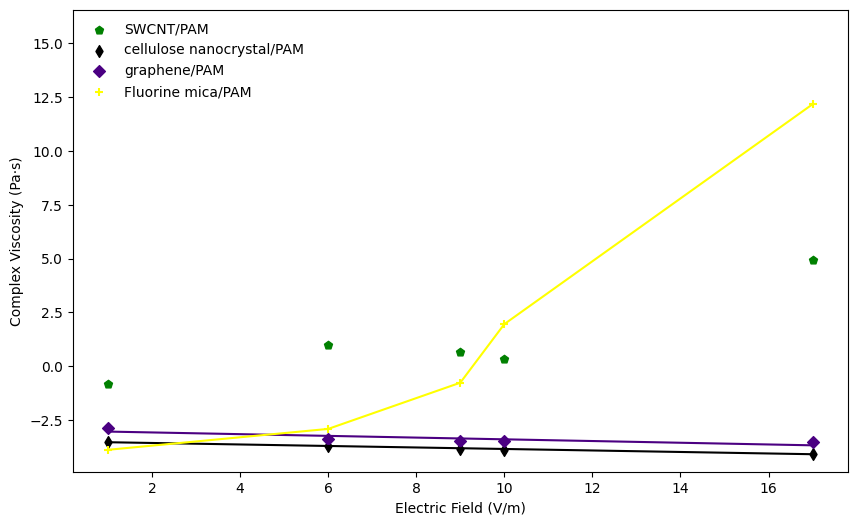 SWCNT/PAM
cellulose nanocrystal/PAM
graphene/PAM
Fluorine mica/PAM
15.0
12.5
10.0
7.5
5.0
2.5
0.0
−2.5
Complex Viscosity (Pa·s)
2 4 6 8 10 12 14 16
Electric Field (V/m)